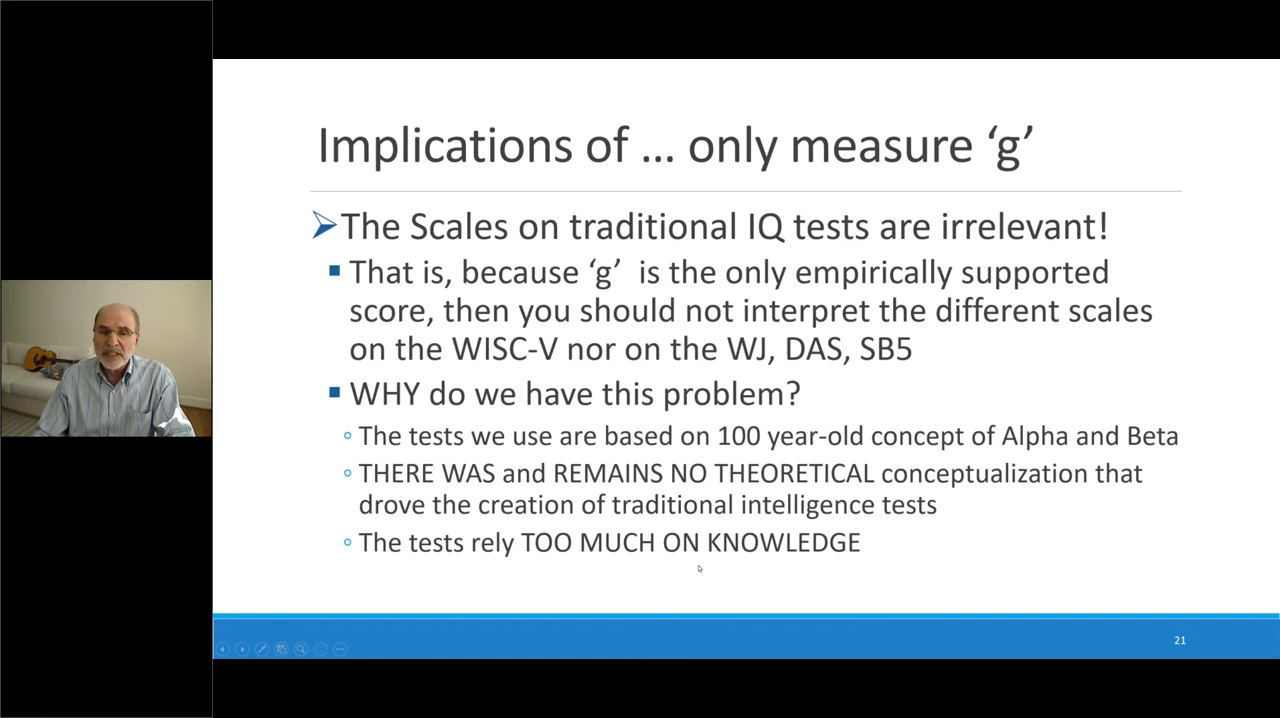 Implications of … only measure ‘g’
The Scales on traditional IQ tests are irrelevant!
That is, because ‘g’ is the only empirically supported
score, then you should not interpret the different scales
on the WISC-V nor on the WJ, DAS, SB5
WHY do we have this problem?
The tests we use are based on 100 year-old concept of Alpha and Beta
THERE WAS and REMAINS NO THEORETICAL conceptualization that
drove the creation of traditional intelligence tests
The tests rely TOO MUCH ON KNOWLEDGE
21